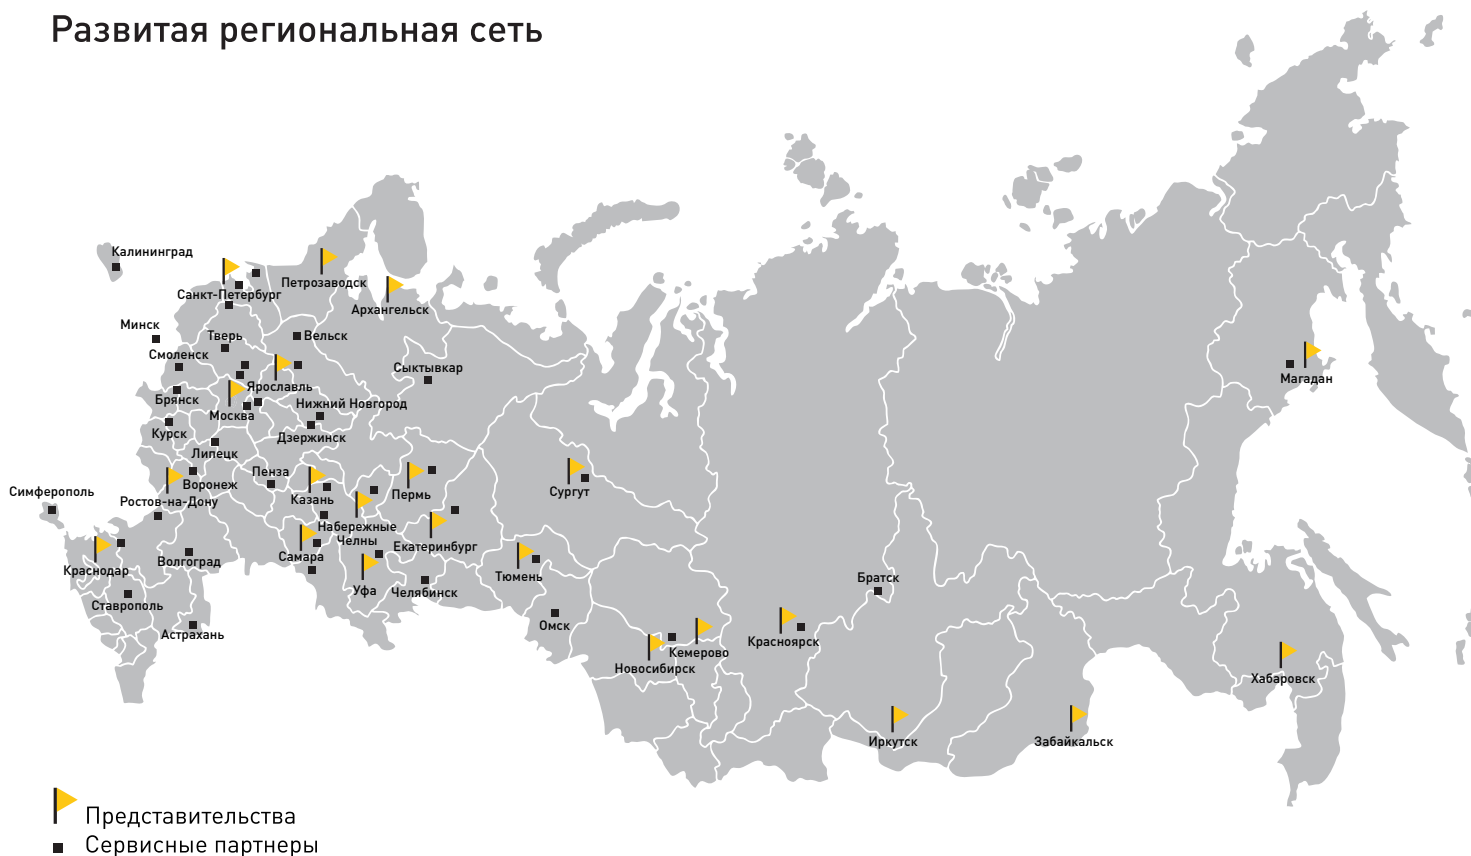 Развитая региональная сеть
Калининград
Санкт-Петербург
Петрозаводск
Архангельск
Минск
Тверь
Вельск
Смоленск
Сыктывкар
Ярославль
Магадан
Брянск
Москва
Нижний Новгород
Курск
Дзержинск
Липецк
Пенза
Воронеж
Симферополь
Ростов-на-Дону
Казань
Пермь
Сургут
Набережные
Челны
Екатеринбург
Самара
Волгоград
Краснодар
Уфа
Челябинск
Тюмень
Братск
Ставрополь
Астрахань
Омск
Красноярск
Кемерово
Новосибирск
Хабаровск
Иркутск
Забайкальск
Представительства
Сервисные партнеры